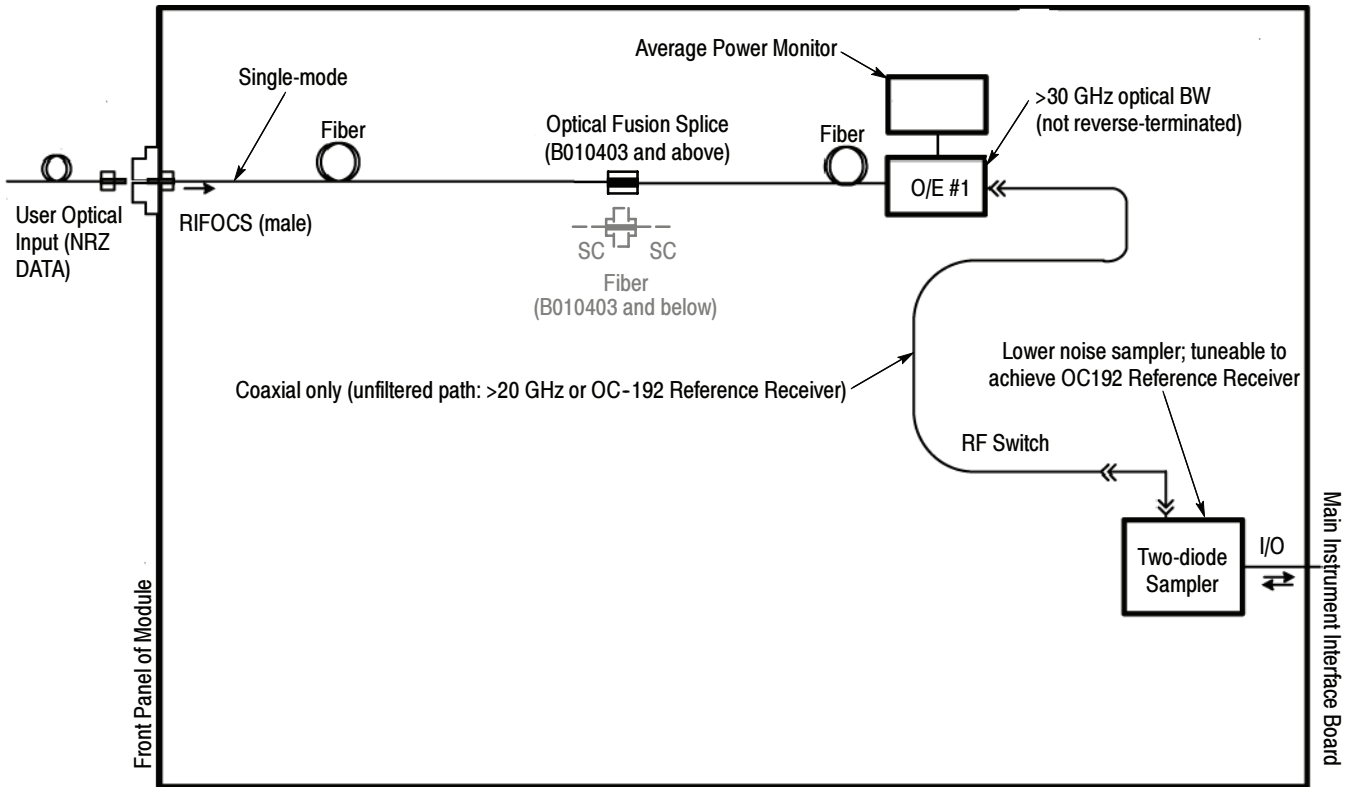 Average Power Monitor
Single-mode
>30 GHz optical BW
(not reverse-terminated)
Fiber
Optical Fusion Splice
(B010403 and above)
Fiber
O/E #1
User Optical
Input (NRZ
DATA)
RIFOCS (male)
SC
SC
Fiber
(B010403 and below)
Lower noise sampler; tuneable to
achieve OC192 Reference Receiver
Coaxial only (unfiltered path: >20 GHz or OC-192 Reference Receiver)
RF Switch
Two-diode
Sampler
I/O
Front Panel of Module
Main Instrument Interface Board